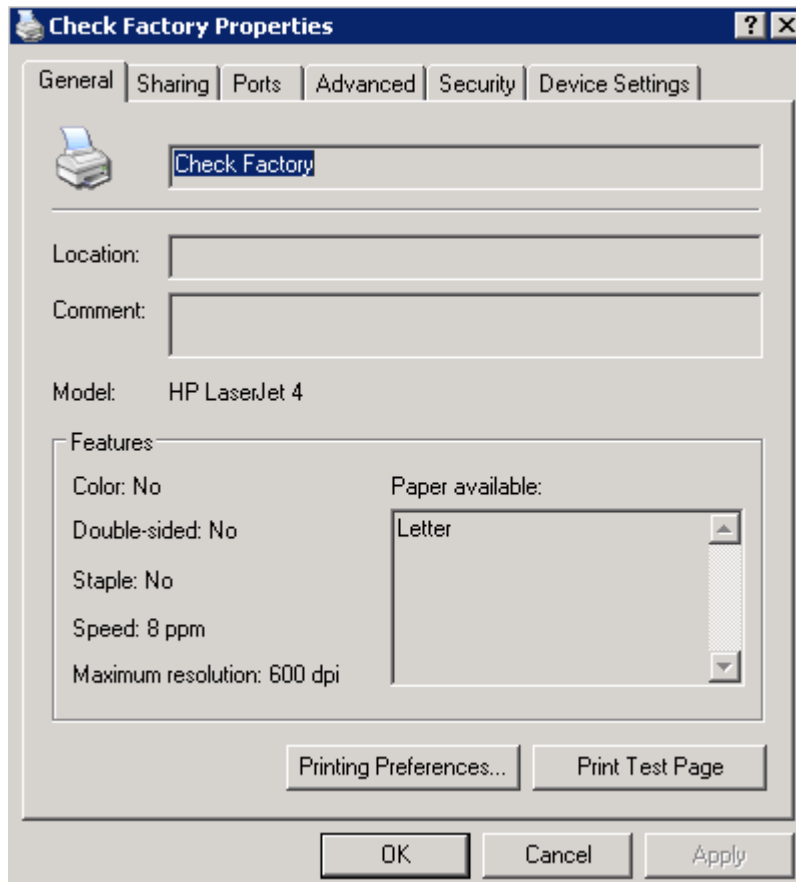 Check Factory Properties
General Sharing Ports Advanced Security Device Settings
Check Factory
Location:
Comment:
Model: HP LaserJet 4
Features
Color: No
Paper available:
Double-sided: No
Letter
Staple: No
Speed: 8 ppm
Maximum resolution: 600 dpi
Printing Preferences... Print Test Page
OK Cancel Apply